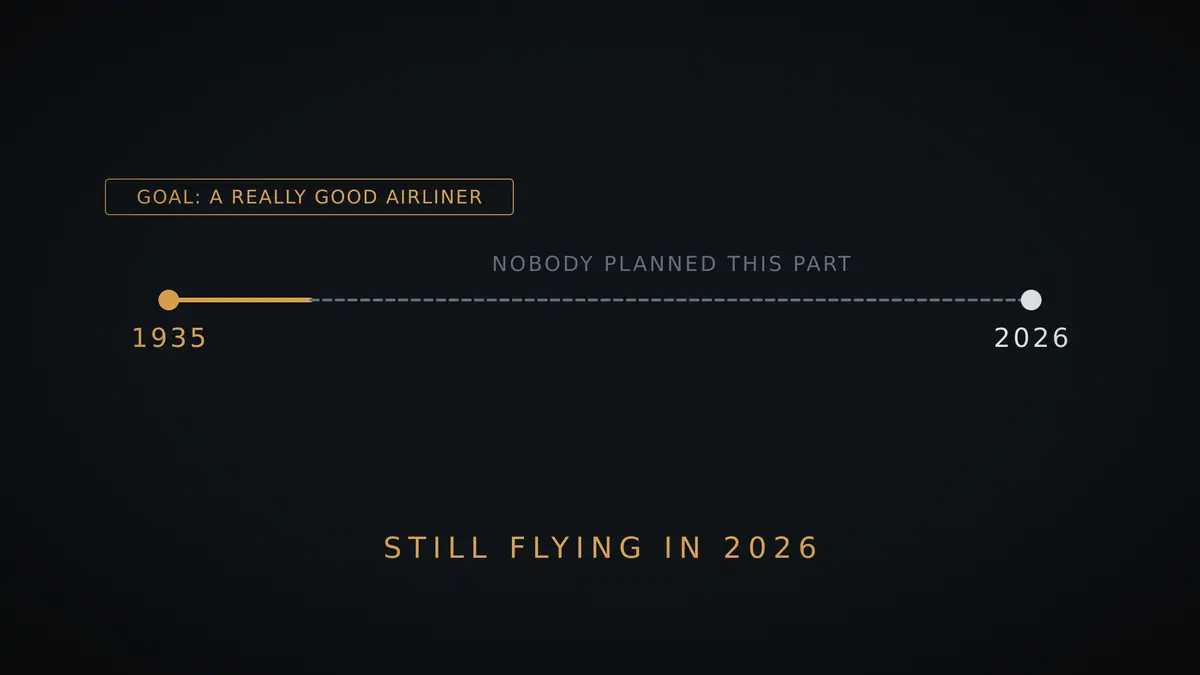 GOAL: A REALLY GOOD AIRLINER
NOBODY PLANNED THIS PART
1935
2026
STILL FLYING IN 2026